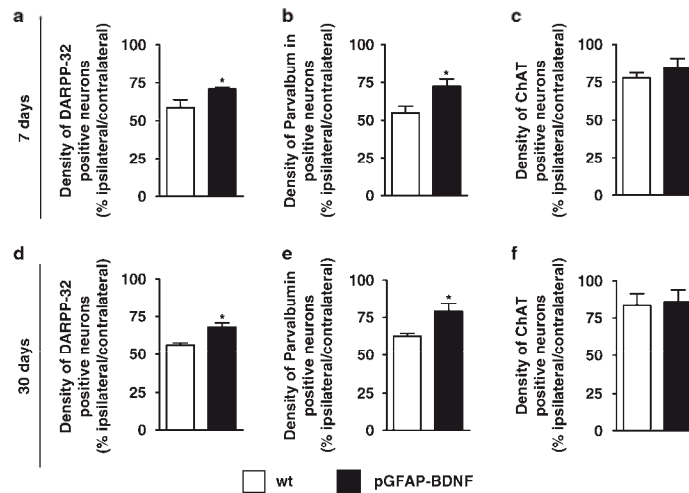 a
b
c
7 days
Density of DARPP-32
positive neurons
(% ipsilateral/contralateral)
100
75
50
25
0
*
Density of Parvalbum in
positive neurons
(% ipsilateral/contralateral)
100
75
50
25
0
*
Density of ChAT
positive neurons
(% ipsilateral/contralateral)
100
75
50
25
0
d
e
f
30 days
Density of DARPP-32
positive neurons
(% ipsilateral/contralateral)
100
75
50
25
0
*
Density of Parvalbumin
positive neurons
(% ipsilateral/contralateral)
100
75
50
25
0
*
Density of ChAT
positive neurons
(% ipsilateral/contralateral)
100
75
50
25
0
wt
pGFAP-BDNF